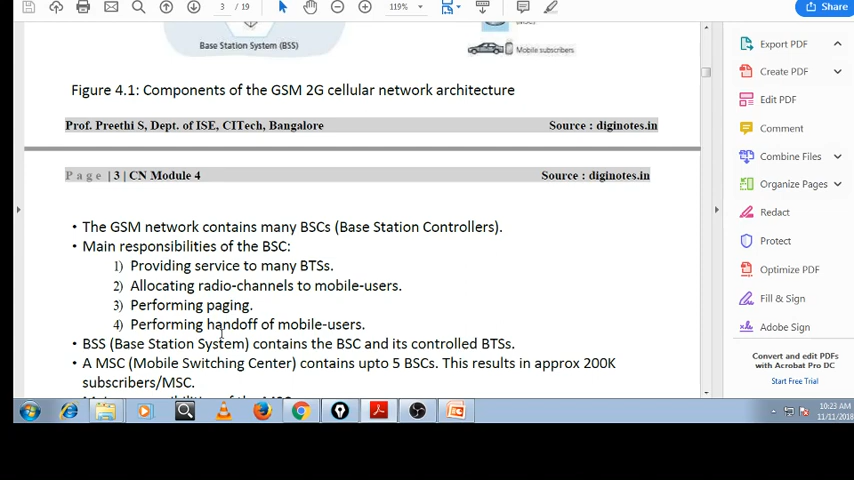 3 / 19
119%
Share
Base Station System (BSS)
Mobile subscribers
Figure 4.1: Components of the GSM 2G cellular network architecture
Prof. Preethi S, Dept. of ISE, CITech, Bangalore
Source : diginotes.in
Page | 3 | CN Module 4
Source : diginotes.in
• The GSM network contains many BSCs (Base Station Controllers).
• Main responsibilities of the BSC:
1) Providing service to many BTSs.
2) Allocating radio-channels to mobile-users.
3) Performing paging.
4) Performing handoff of mobile-users.
• BSS (Base Station System) contains the BSC and its controlled BTSs.
• A MSC (Mobile Switching Center) contains upto 5 BSCs. This results in approx 200K
subscribers/MSC.
Export PDF
Create PDF
Edit PDF
Comment
Combine Files
Organize Pages
Redact
Protect
Optimize PDF
Fill & Sign
Adobe Sign
Convert and edit PDFs
with Acrobat Pro DC
Start Free Trial
10:23 AM
11/11/2018